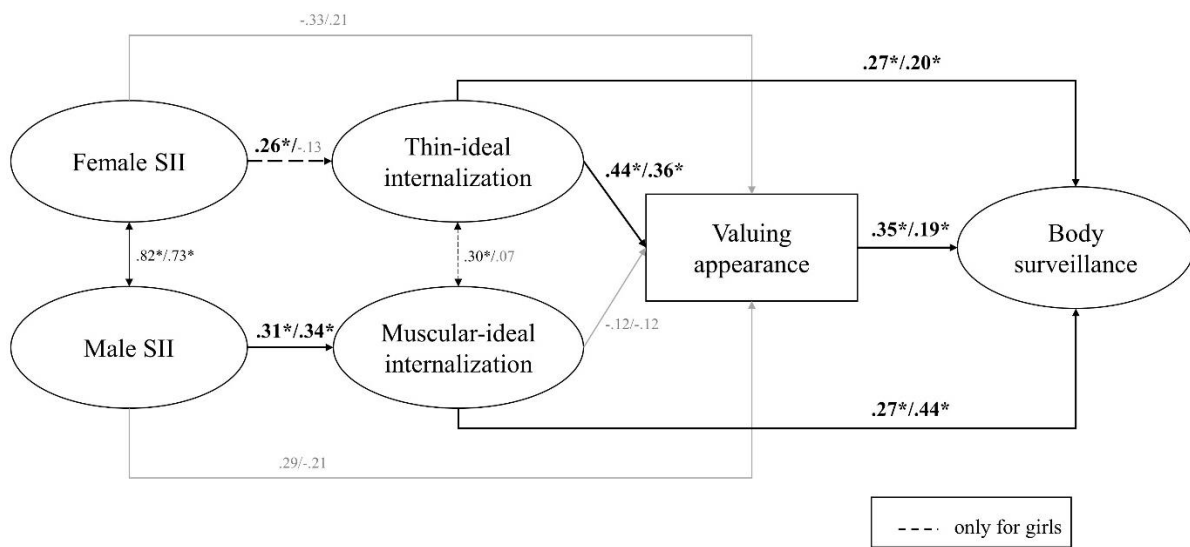 -.33/.21
.27*/.20*
Female SII
.26*/-.13
Thin-ideal
internalization
.44*/.36*
.82*/.73*
.30*/.07
Valuing
appearance
.35*/.19*
Body
surveillance
Male SII
.31*/.34*
Muscular-ideal
internalization
-.12/-.12
.27*/.44*
.29/-.21
only for girls